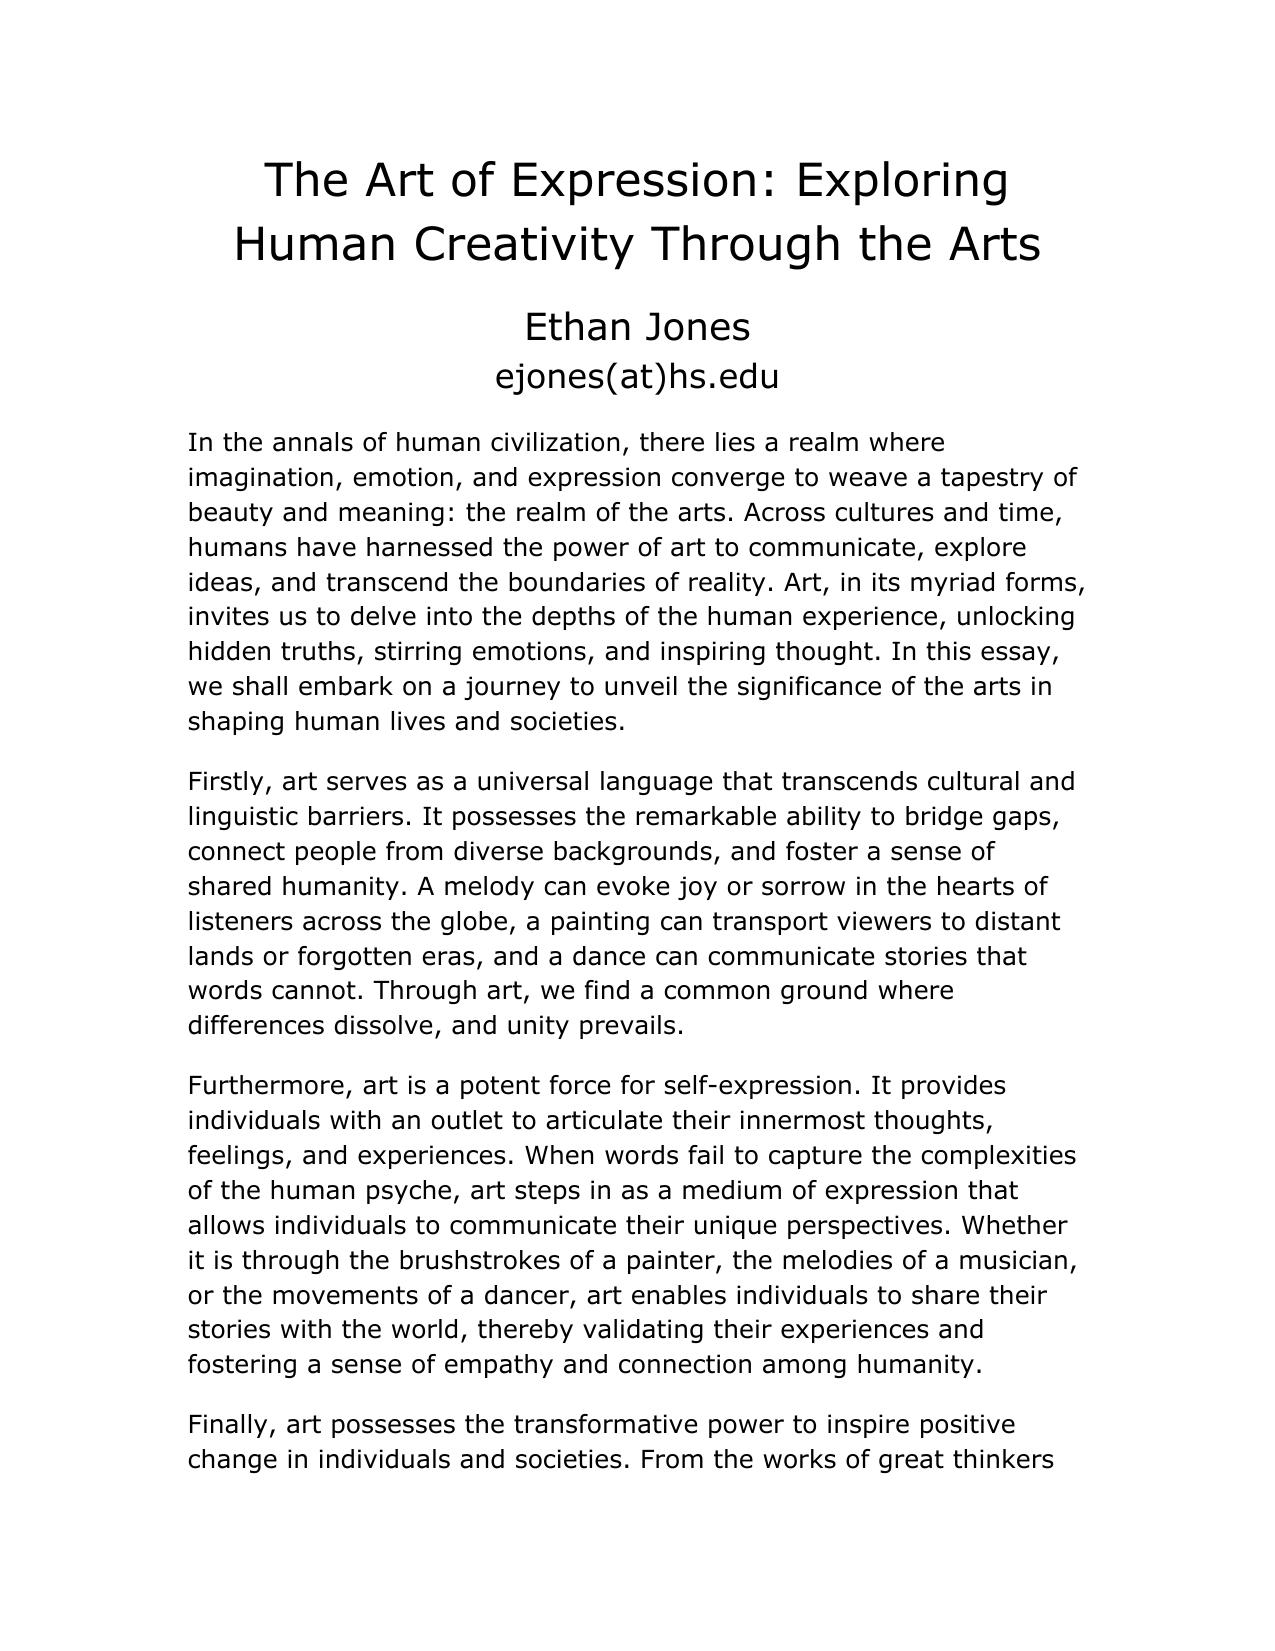 The Art of Expression: Exploring
Human Creativity Through the Arts
Ethan Jones
ejones(at)hs.edu
In the annals of human civilization, there lies a realm where
imagination, emotion, and expression converge to weave a tapestry of
beauty and meaning: the realm of the arts. Across cultures and time,
humans have harnessed the power of art to communicate, explore
ideas, and transcend the boundaries of reality. Art, in its myriad forms,
invites us to delve into the depths of the human experience, unlocking
hidden truths, stirring emotions, and inspiring thought. In this essay,
we shall embark on a journey to unveil the significance of the arts in
shaping human lives and societies.
Firstly, art serves as a universal language that transcends cultural and
linguistic barriers. It possesses the remarkable ability to bridge gaps,
connect people from diverse backgrounds, and foster a sense of
shared humanity. A melody can evoke joy or sorrow in the hearts of
listeners across the globe, a painting can transport viewers to distant
lands or forgotten eras, and a dance can communicate stories that
words cannot. Through art, we find a common ground where
differences dissolve, and unity prevails.
Furthermore, art is a potent force for self-expression. It provides
individuals with an outlet to articulate their innermost thoughts,
feelings, and experiences. When words fail to capture the complexities
of the human psyche, art steps in as a medium of expression that
allows individuals to communicate their unique perspectives. Whether
it is through the brushstrokes of a painter, the melodies of a musician,
or the movements of a dancer, art enables individuals to share their
stories with the world, thereby validating their experiences and
fostering a sense of empathy and connection among humanity.
Finally, art possesses the transformative power to inspire positive
change in individuals and societies. From the works of great thinkers